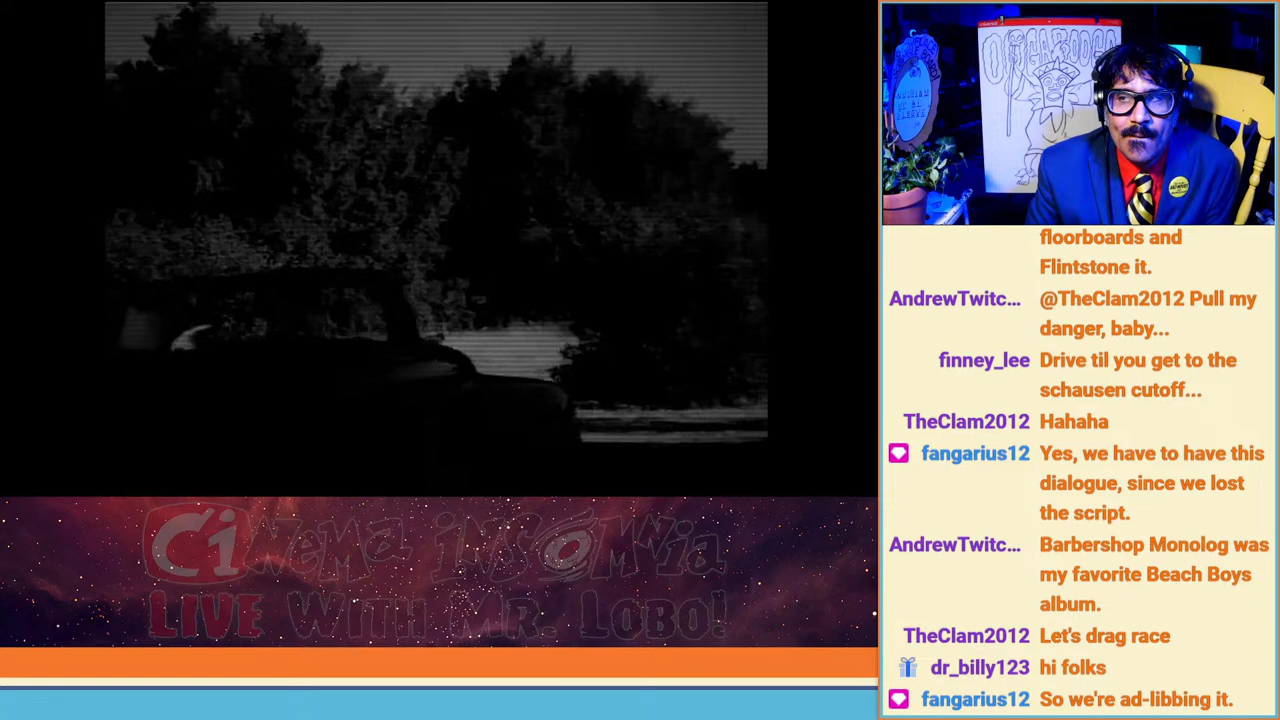 OOGABOOGA
floorboards and
Flintstone it.
AndrewTwitc... @TheClam2012 Pull my
danger, baby...
finney_lee Drive til you get to the
schausen cutoff...
TheClam2012 Hahaha
fangarius12 Yes, we have to have this
dialogue, since we lost
the script.
AndrewTwitc... Barbershop Monolog was
my favorite Beach Boys
album.
TheClam2012 Let's drag race
dr_billy123 hi folks
fangarius12 So we're ad-libbing it.
CiNEMA iNSOMNiA
LIVE WITH MR. LOBO!